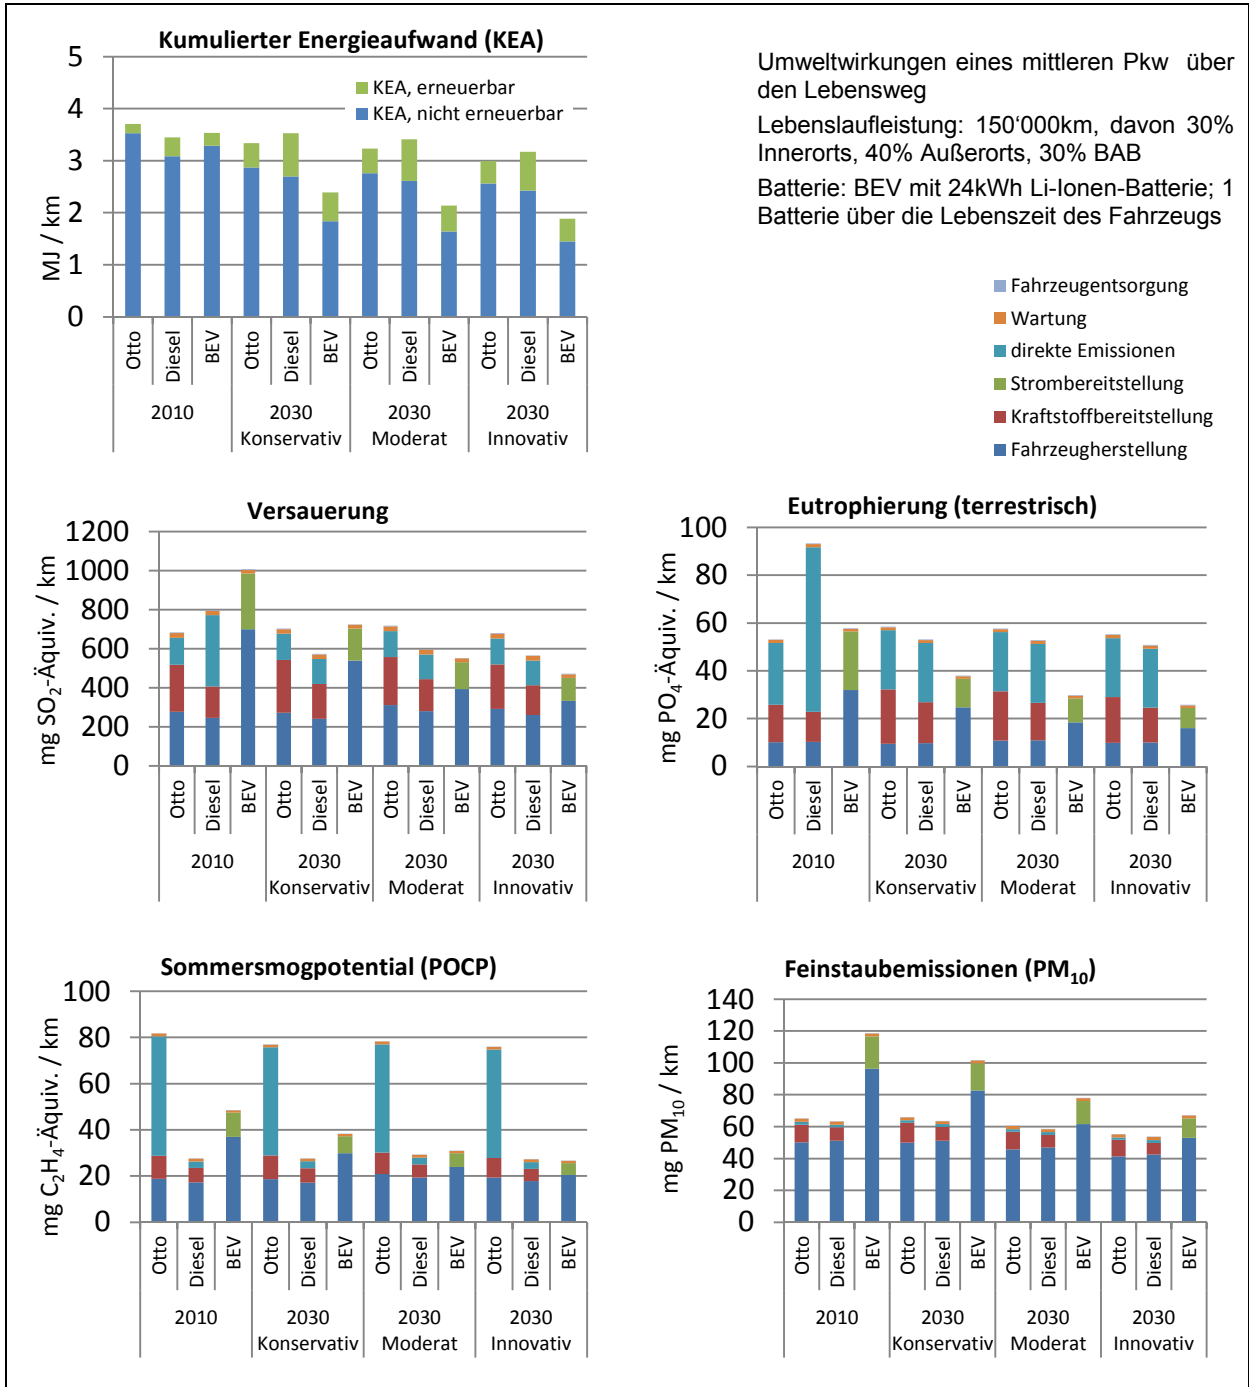 Kumulierter Energieaufwand (KEA)
5
4
3
2
1
0
MJ / km
KEA, erneuerbar
KEA, nicht erneuerbar
Otto
Diesel
BEV
Otto
Diesel
BEV
Otto
Diesel
BEV
Otto
Diesel
BEV
2010
2030
Konservativ
2030
Moderat
2030
Innovativ
Umweltwirkungen eines mittleren Pkw über
den Lebensweg
Lebenslaufleistung: 150‘000km, davon 30%
Innerorts, 40% Außerorts, 30% BAB
Batterie: BEV mit 24kWh Li-Ionen-Batterie; 1
Batterie über die Lebenszeit des Fahrzeugs
Fahrzeugentsorgung
Wartung
direkte Emissionen
Strombereitstellung
Kraftstoffbereitstellung
Fahrzeugherstellung
Versauerung
1200
1000
800
600
400
200
0
mg SO₂-Äquiv. / km
Otto
Diesel
BEV
Otto
Diesel
BEV
Otto
Diesel
BEV
Otto
Diesel
BEV
2010
2030
Konservativ
2030
Moderat
2030
Innovativ
Eutrophierung (terrestrisch)
100
80
60
40
20
0
mg PO₄-Äquiv. / km
Otto
Diesel
BEV
Otto
Diesel
BEV
Otto
Diesel
BEV
Otto
Diesel
BEV
2010
2030
Konservativ
2030
Moderat
2030
Innovativ
Sommersmogpotential (POCP)
100
80
60
40
20
0
mg C₂H₄-Äquiv. / km
Otto
Diesel
BEV
Otto
Diesel
BEV
Otto
Diesel
BEV
Otto
Diesel
BEV
2010
2030
Konservativ
2030
Moderat
2030
Innovativ
Feinstaubemissionen (PM₁₀)
140
120
100
80
60
40
20
0
mg PM₁₀ / km
Otto
Diesel
BEV
Otto
Diesel
BEV
Otto
Diesel
BEV
Otto
Diesel
BEV
2010
2030
Konservativ
2030
Moderat
2030
Innovativ